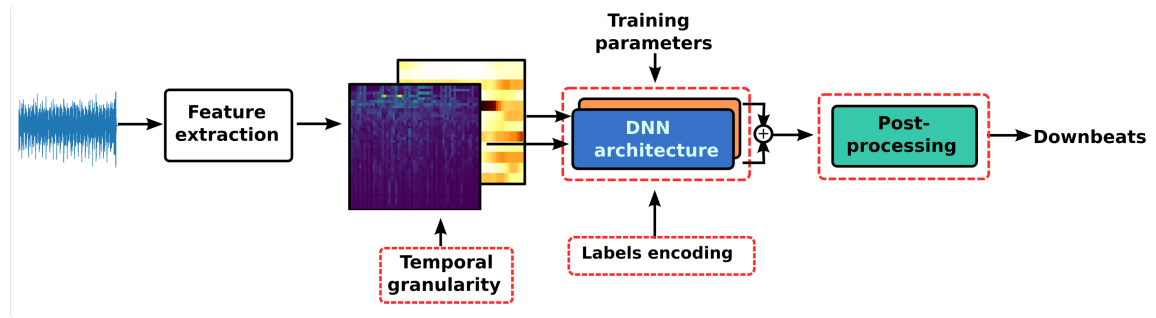 Training
parameters
Feature
extraction
DNN
architecture
Post-
processing
Downbeats
Labels encoding
Temporal
granularity